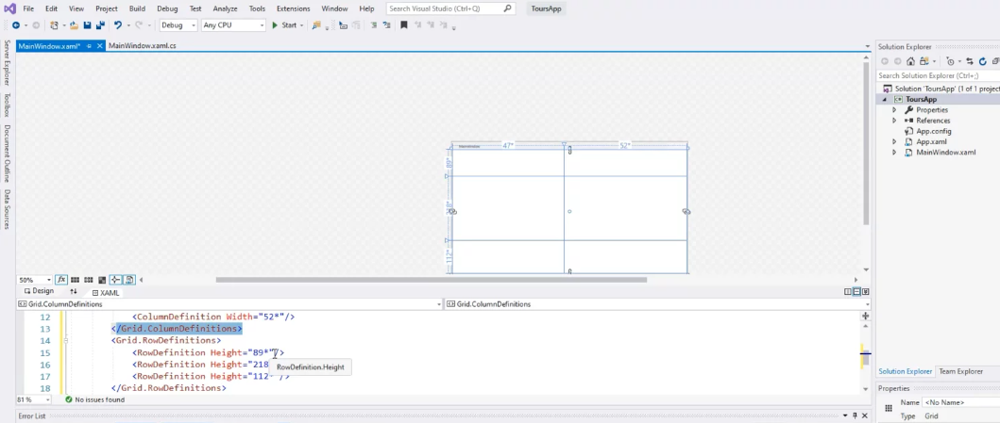 File Edit View Project Build Debug Test Analyze Tools Extensions Window Help Search Visual Studio (Ctrl+Q) ToursApp
Debug Any CPU Start
MainWindow.xaml* MainWindow.xaml.cs
Server Explorer
Toolbox
Document Outline
Data Sources
47* 52*
89*
112*
50% fx
Design XAML
Grid.ColumnDefinitions Grid.ColumnDefinitions
12 <ColumnDefinition Width="52*"/>
13 </Grid.ColumnDefinitions>
14 <Grid.RowDefinitions>
15 <RowDefinition Height="89*"/>
16 <RowDefinition Height="218
RowDefinition.Height
17 <RowDefinition Height="112*"/>
18 </Grid.RowDefinitions>
81 % No issues found
Error List
Solution Explorer
Search Solution Explorer (Ctrl+;)
Solution 'ToursApp' (1 of 1 project
ToursApp
Properties
References
App.config
App.xaml
MainWindow.xaml
Solution Explorer Team Explorer
Properties
Name <No Name>
Type Grid